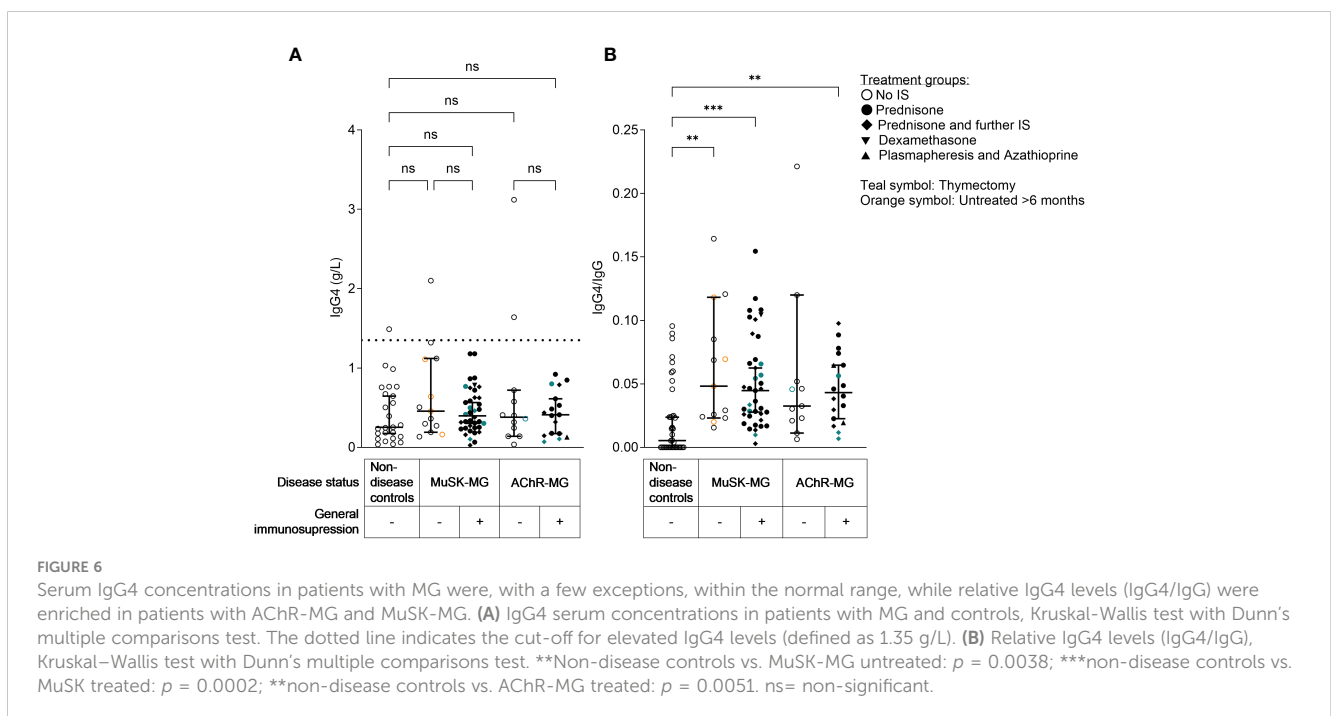 A
ns
ns
ns
ns
ns
ns
4
3
2
1
0
IgG4 (g/L)
Disease status
Non-
disease
controls
MuSK-MG
AChR-MG
General
immunosupression
-
-
+
-
+
B
**
***
**
0.25
0.20
0.15
0.10
0.05
0.00
IgG4/IgG
Non-
disease
controls
MuSK-MG
AChR-MG
-
-
+
-
+
Treatment groups:
No IS
Prednisone
Prednisone and further IS
Dexamethasone
Plasmapheresis and Azathioprine
Teal symbol: Thymectomy
Orange symbol: Untreated >6 months
FIGURE 6
Serum IgG4 concentrations in patients with MG were, with a few exceptions, within the normal range, while relative IgG4 levels (IgG4/IgG) were
enriched in patients with AChR-MG and MuSK-MG. (A) IgG4 serum concentrations in patients with MG and controls, Kruskal-Wallis test with Dunn's
multiple comparisons test. The dotted line indicates the cut-off for elevated IgG4 levels (defined as 1.35 g/L). (B) Relative IgG4 levels (IgG4/IgG),
Kruskal–Wallis test with Dunn's multiple comparisons test. **Non-disease controls vs. MuSK-MG untreated: p = 0.0038; ***non-disease controls vs.
MuSK treated: p = 0.0002; **non-disease controls vs. AChR-MG treated: p = 0.0051. ns= non-significant.